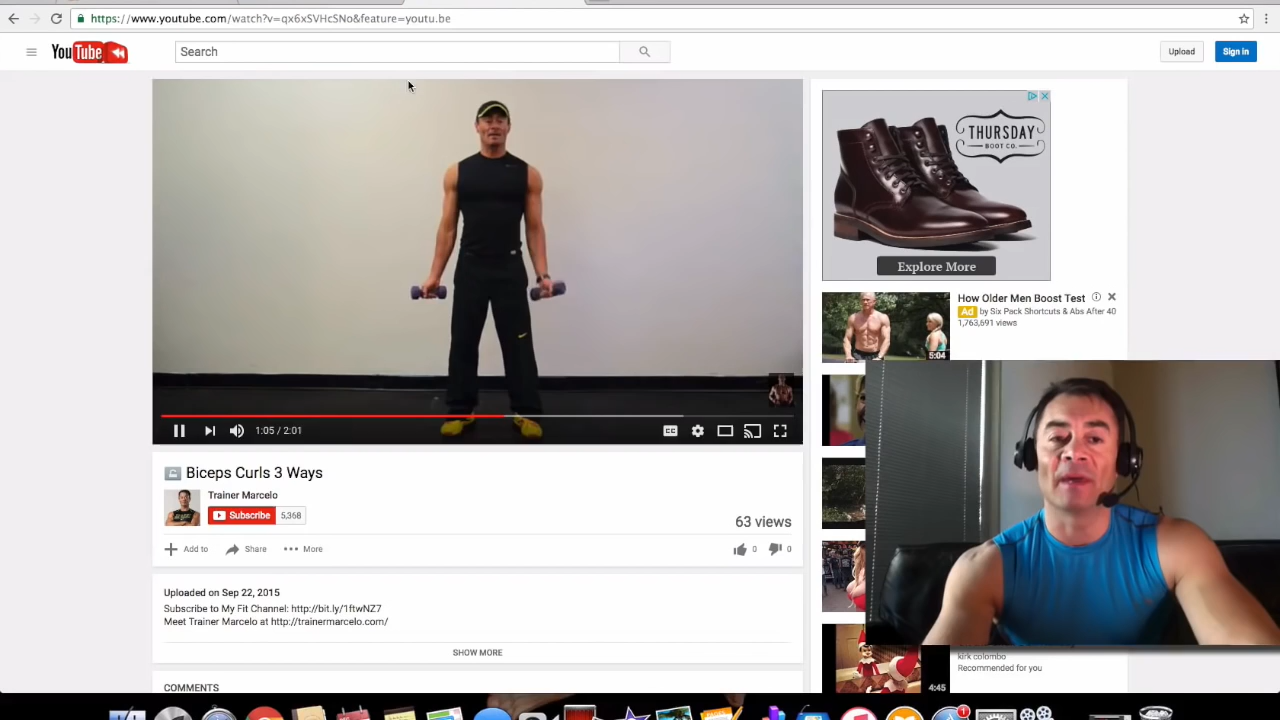 https://www.youtube.com/watch?v=qx6xSVHcSNo&feature=youtu.be
YouTube
Search
Upload
Sign in
THURSDAY
BOOT CO.
Explore More
How Older Men Boost Test
Ad by Six Pack Shortcuts & Abs After 40
1,763,691 views
5:04
1:05 / 2:01
CC
Biceps Curls 3 Ways
Trainer Marcelo
Subscribe 5,368
63 views
Add to
Share
More
0
0
Uploaded on Sep 22, 2015
Subscribe to My Fit Channel: http://bit.ly/1ftwNZ7
Meet Trainer Marcelo at http://trainermarcelo.com/
SHOW MORE
kirk colombo
Recommended for you
4:45
COMMENTS
1